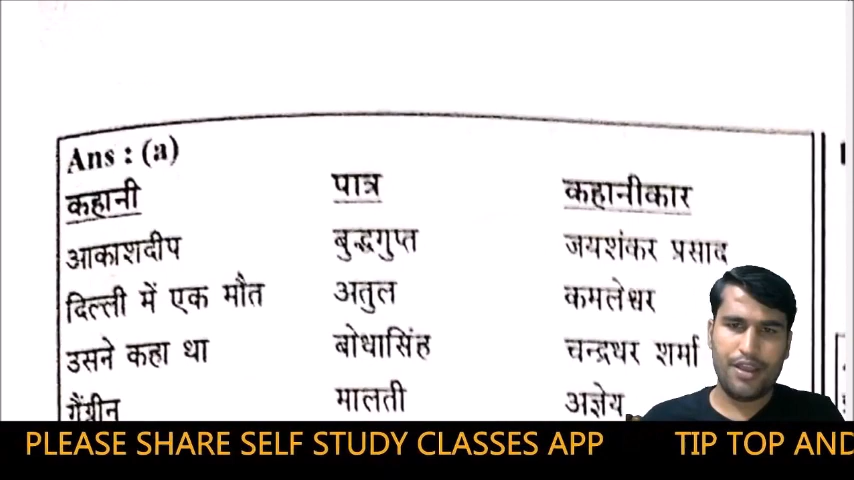 Ans : (a)
कहानी पात्र कहानीकार
आकाशदीप बुद्धगुप्त जयशंकर प्रसाद
दिल्ली में एक मौत अतुल कमलेश्वर
उसने कहा था बोधासिंह चन्द्रधर शर्मा
गैंग्रीन मालती अज्ञेय
PLEASE SHARE SELF STUDY CLASSES APP TIP TOP AND